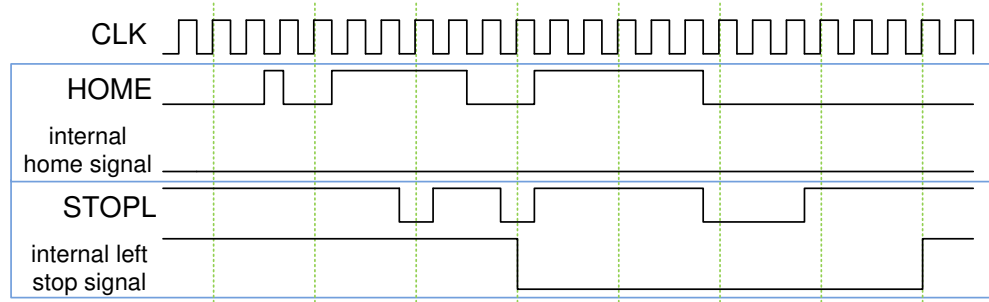 CLK
HOME
internal
home signal
STOPL
internal left
stop signal